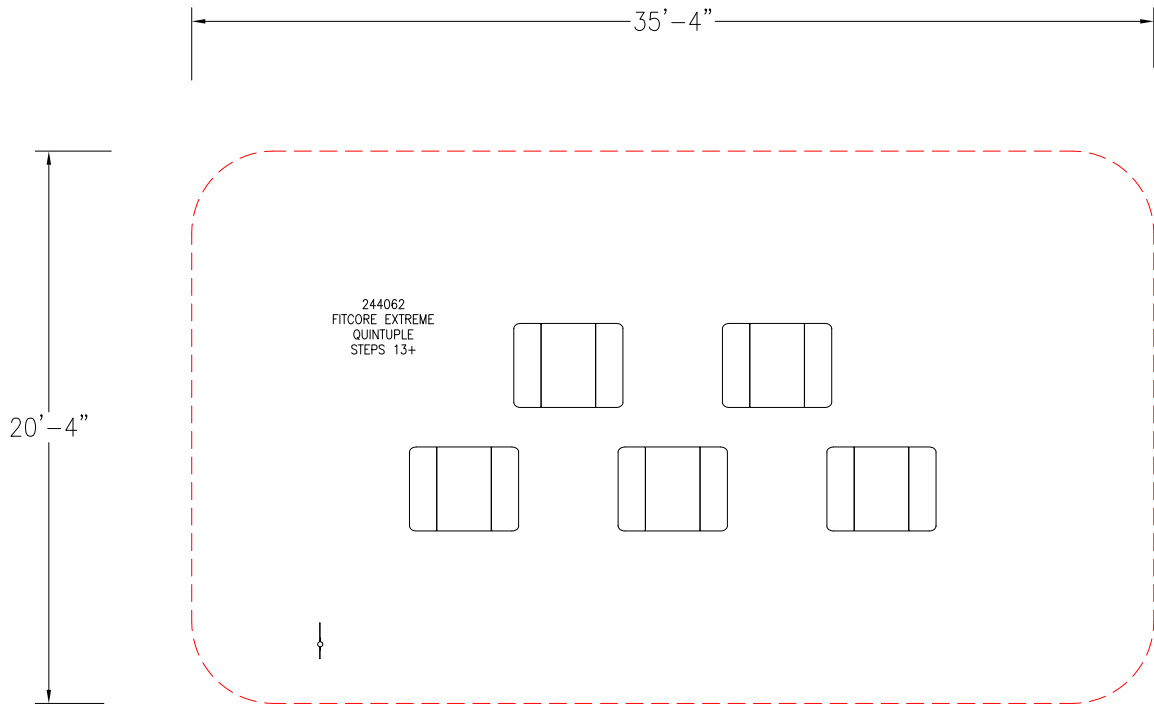 35'-4"
244062
FITCORE EXTREME
QUINTUPLE
STEPS 13+
20'-4"